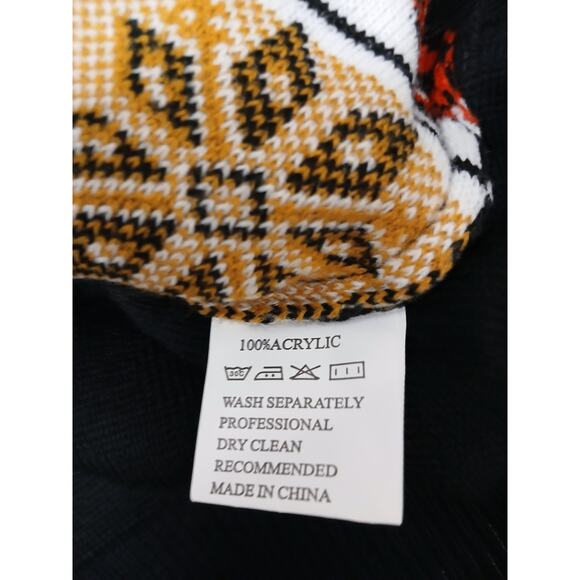 100%ACRYLIC
WASH SEPARATELY
PROFESSIONAL
DRY CLEAN
RECOMMENDED
MADE IN CHINA